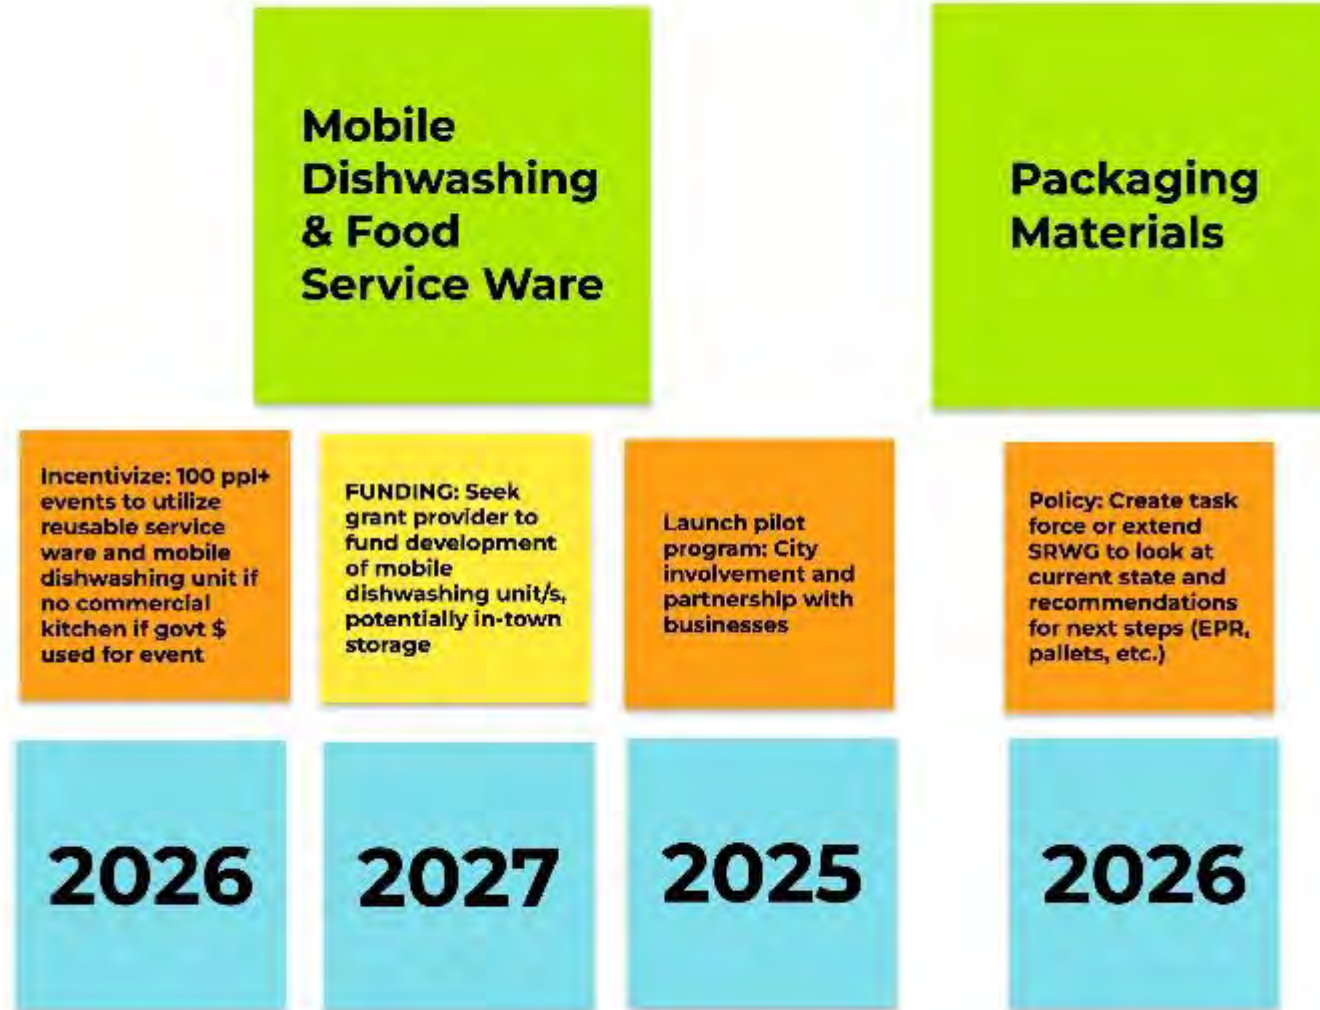 Mobile
Dishwashing
& Food
Service Ware
Packaging
Materials
Incentivize: 100 ppl+
events to utilize
reusable service
ware and mobile
dishwashing unit if
no commercial
kitchen if govt $
used for event
FUNDING: Seek
grant provider to
fund development
of mobile
dishwashing unit/s,
potentially in-town
storage
Launch pilot
program: City
involvement and
partnership with
businesses
Policy: Create task
force or extend
SRWG to look at
current state and
recommendations
for next steps (EPR,
pallets, etc.)
2026
2027
2025
2026